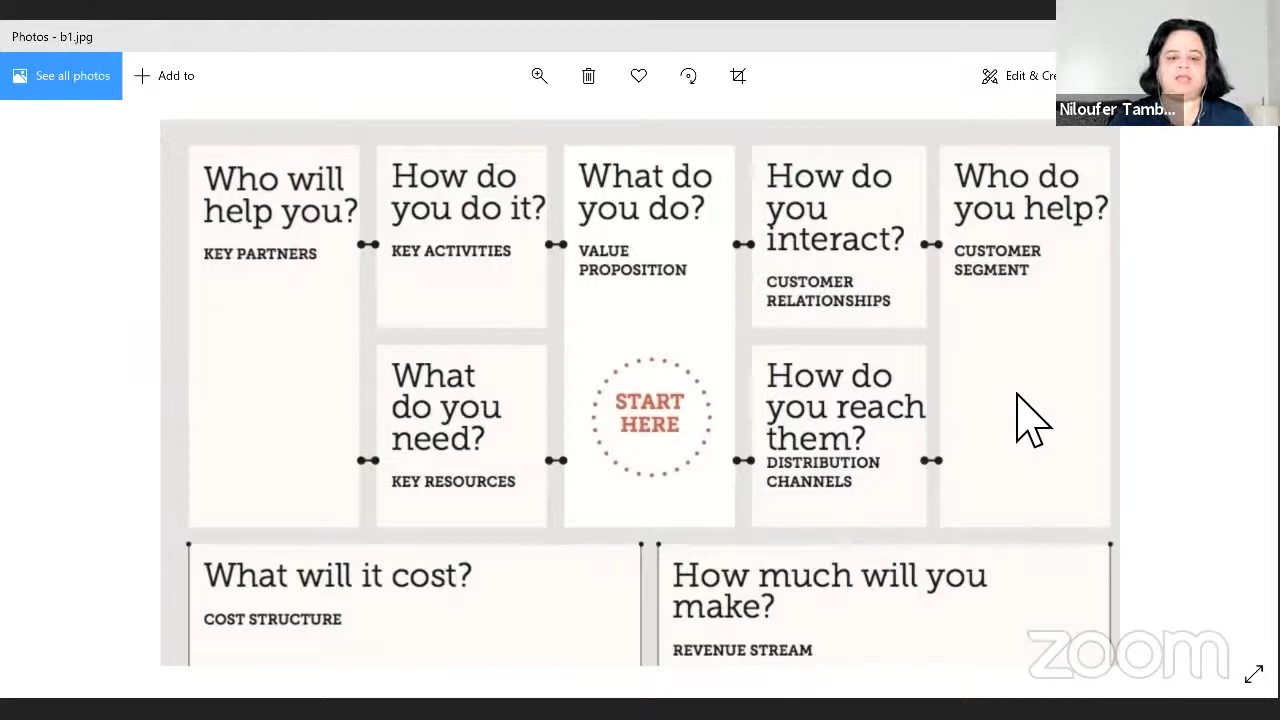 Photos - b1.jpg
See all photos
Add to
Edit & Cre
Niloufer Tamb...
Who will
help you?
KEY PARTNERS
How do
you do it?
KEY ACTIVITIES
What do
you do?
VALUE
PROPOSITION
How do
you
interact?
CUSTOMER
RELATIONSHIPS
Who do
you help?
CUSTOMER
SEGMENT
What
do you
need?
KEY RESOURCES
START
HERE
How do
you reach
them?
DISTRIBUTION
CHANNELS
What will it cost?
COST STRUCTURE
How much will you
make?
REVENUE STREAM
zoom